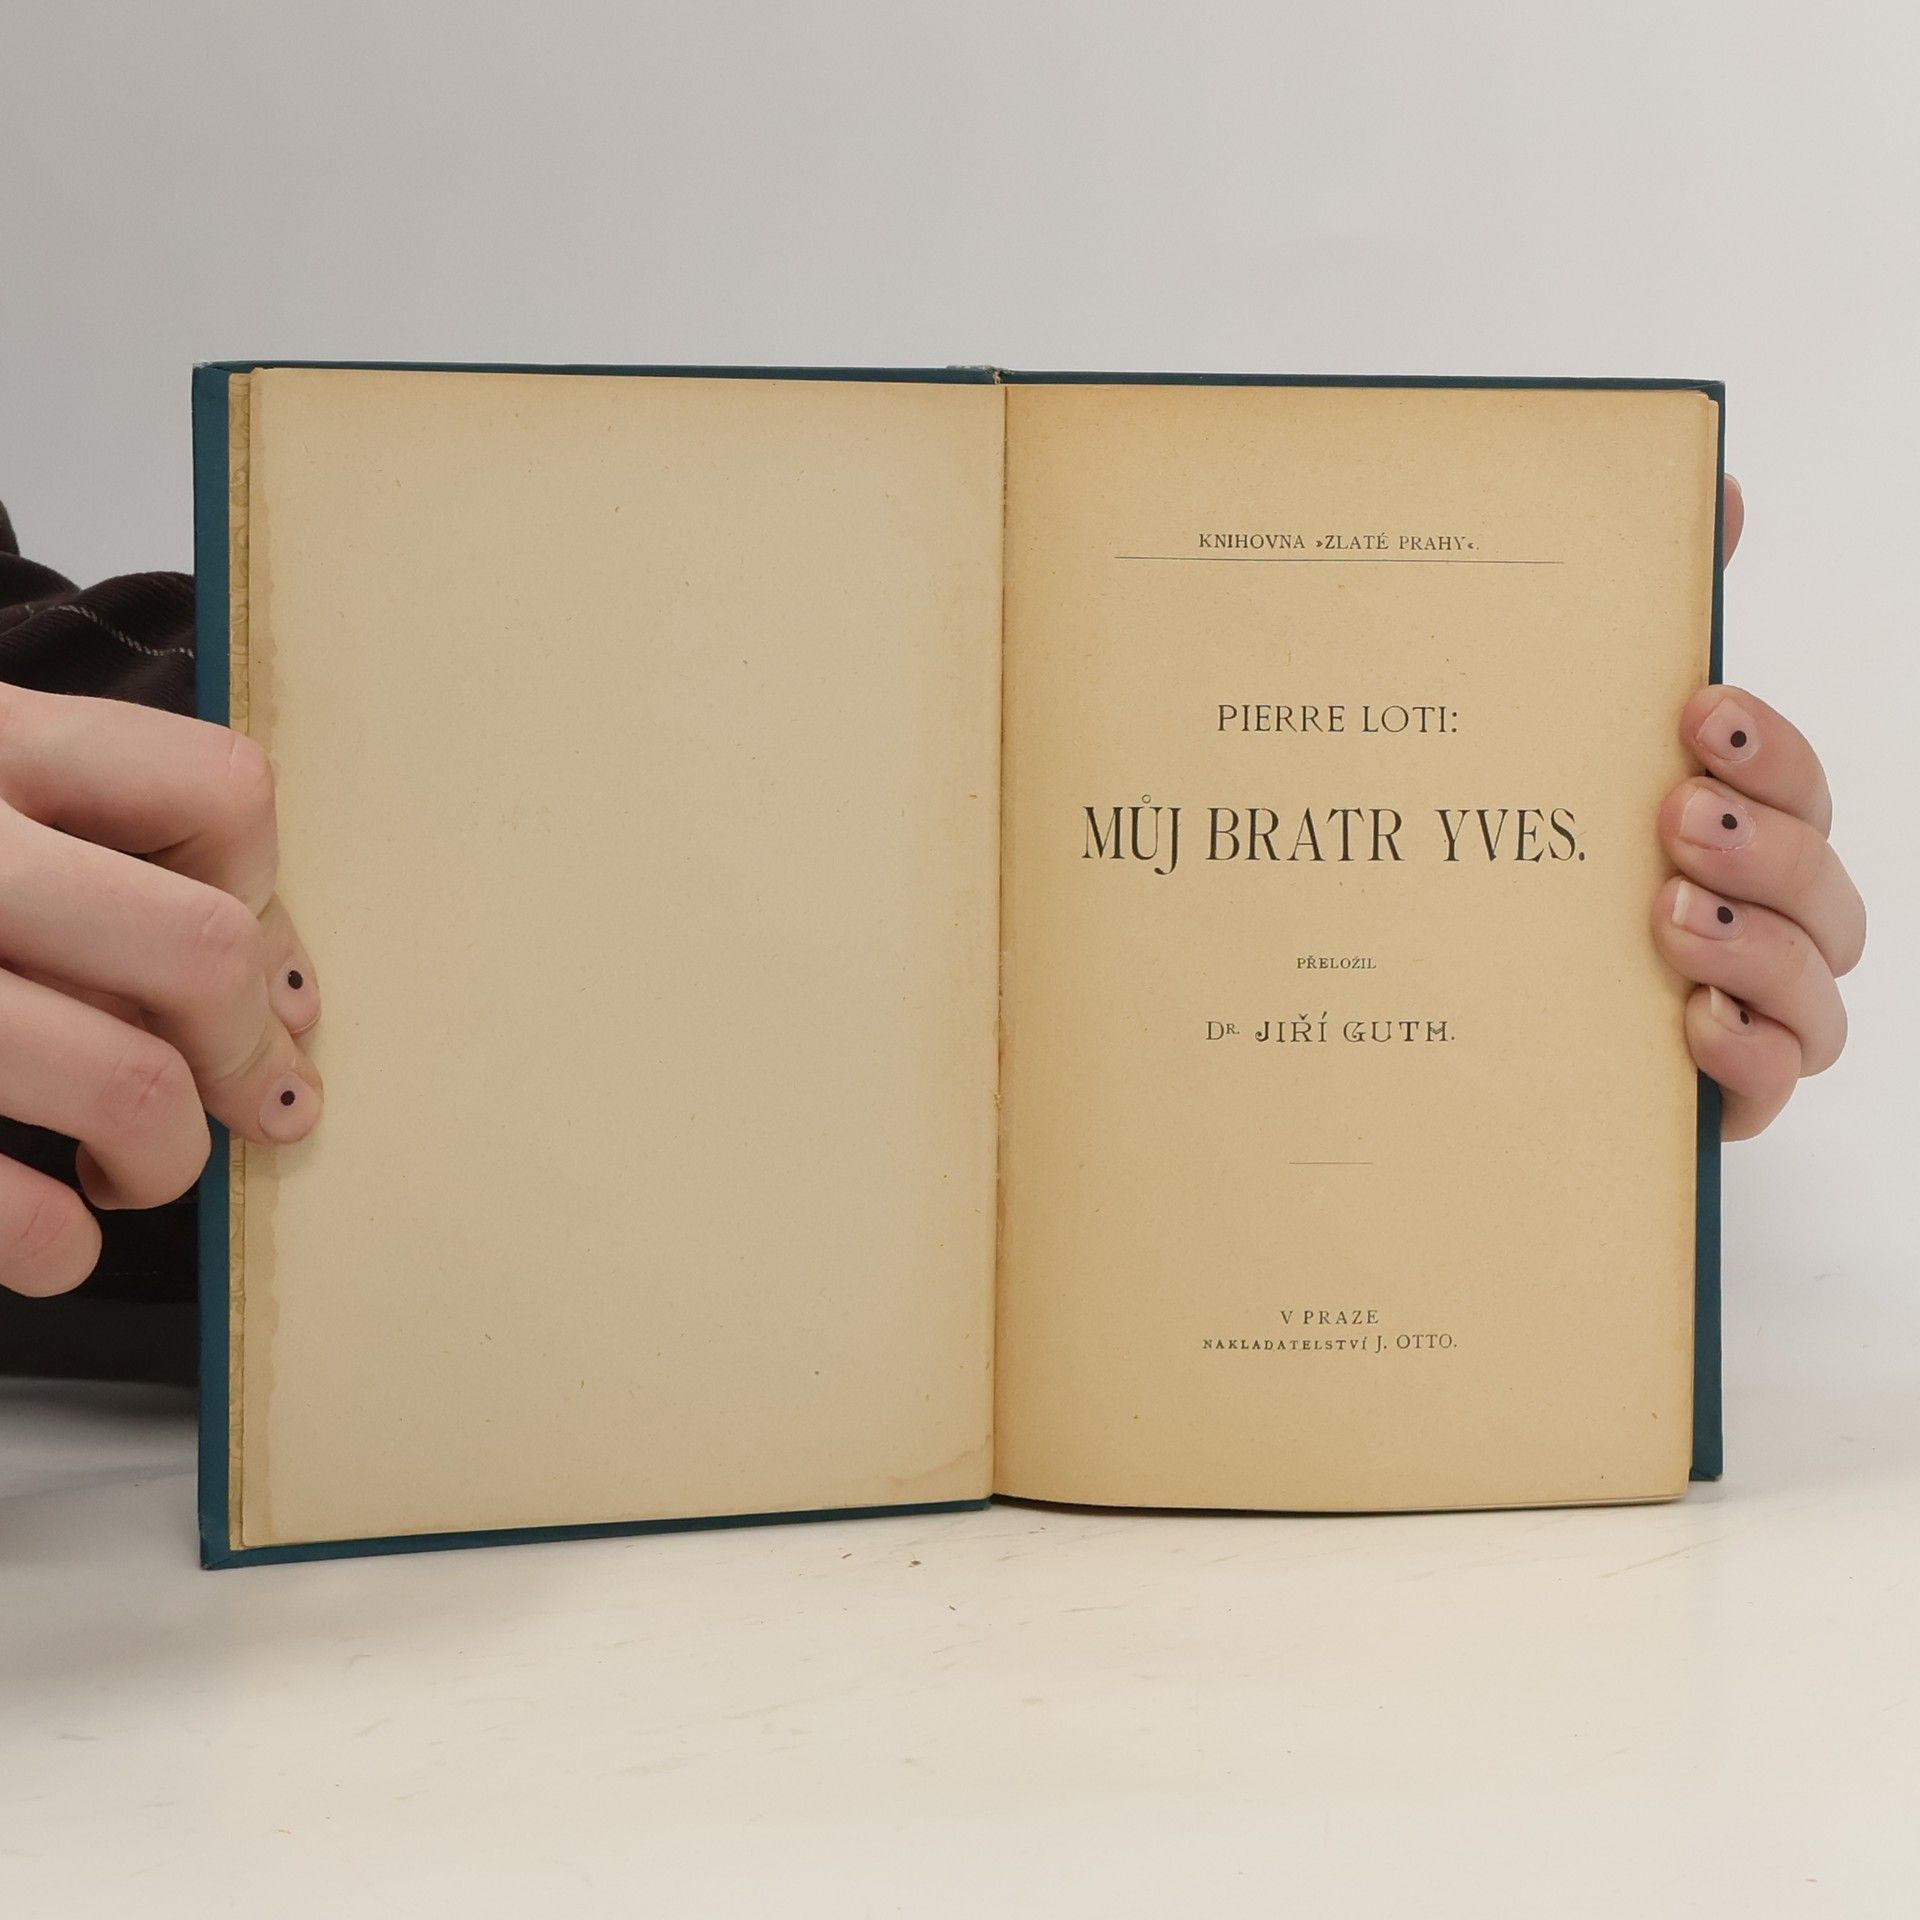 KNIHOVNA »ZLATÉ PRAHY«.
PIERRE LOTI:
MŮJ BRATR YVES.
PŘELOŽIL
DR. JIŘÍ GUTH.
V PRAZE
NAKLADATELSTVÍ J. OTTO.